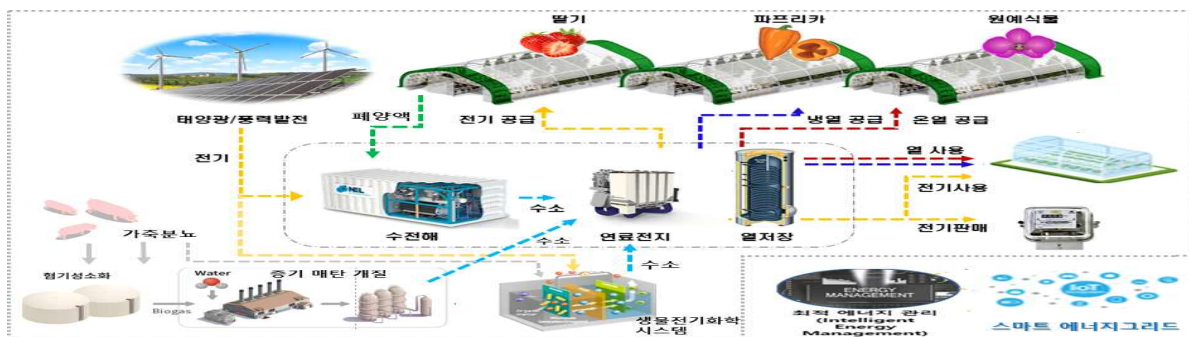 딸기
파프리카
원예식물
태양광/풍력발전
폐양액
전기 공급
냉열 공급
온열 공급
전기
열 사용
전기사용
NEL
수소
수전해
연료전지
열저장
전기판매
가축분뇨
수소
수소
혐기성소화
Water
증기 매탄 개질
Biogas
생물전기화학
시스템
ENERGY
MANAGEMENT
최적 에너지 관리
(Intelligent
Energy
Management)
IoT
스마트 에너지그리드